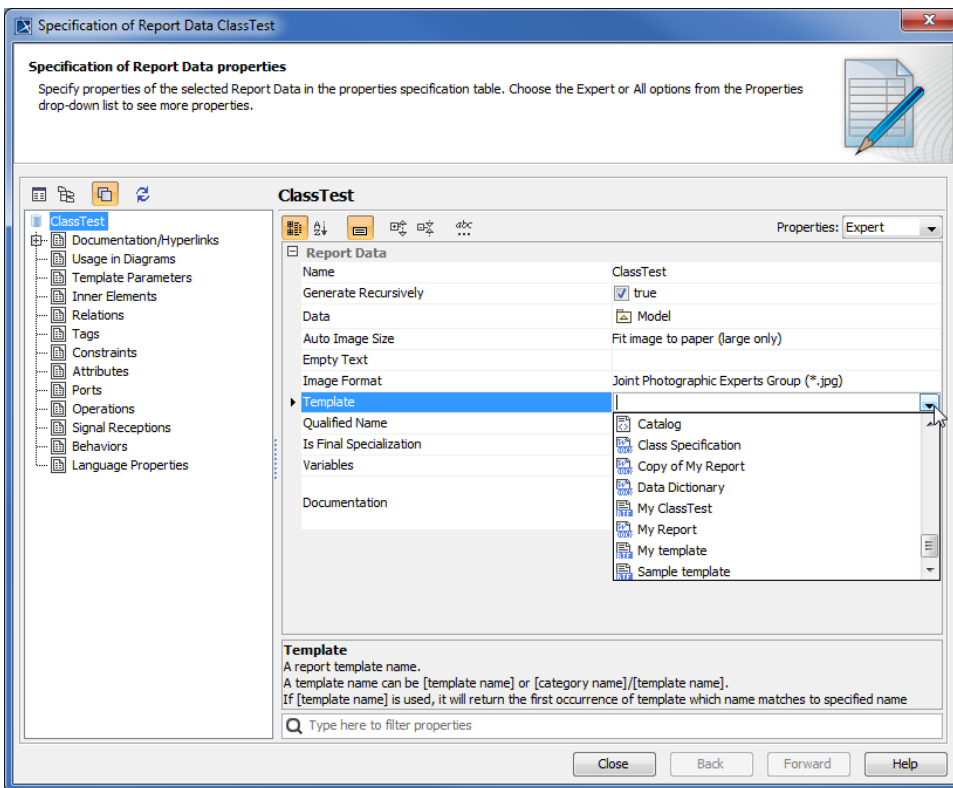 Specification of Report Data ClassTest
Specification of Report Data properties
Specify properties of the selected Report Data in the properties specification table. Choose the Expert or All options from the Properties
drop-down list to see more properties.
ClassTest
Properties: Expert
ClassTest
Documentation/Hyperlinks
Usage in Diagrams
Template Parameters
Inner Elements
Relations
Tags
Constraints
Attributes
Ports
Operations
Signal Receptions
Behaviors
Language Properties
Report Data
Name ClassTest
Generate Recursively true
Data Model
Auto Image Size Fit image to paper (large only)
Empty Text
Image Format Joint Photographic Experts Group (*.jpg)
Template
Qualified Name
Is Final Specialization
Variables
Documentation
Catalog
Class Specification
Copy of My Report
Data Dictionary
My ClassTest
My Report
My template
Sample template
Template
A report template name.
A template name can be [template name] or [category name]/[template name].
If [template name] is used, it will return the first occurrence of template which name matches to specified name
Type here to filter properties
Close Back Forward Help